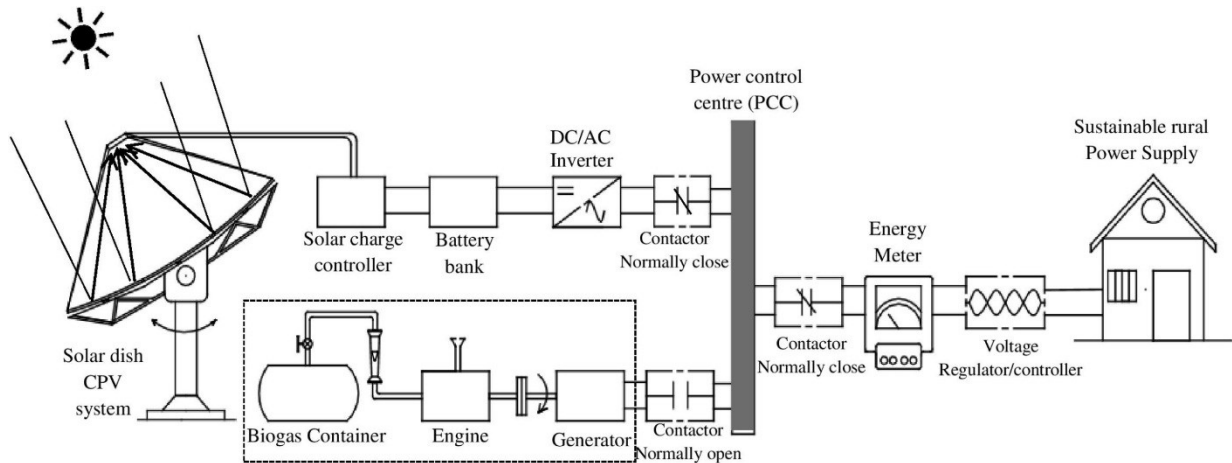 Power control
centre (PCC)
DC/AC
Inverter
Sustainable rural
Power Supply
Solar charge
controller
Battery
bank
Contactor
Normally close
Energy
Meter
Solar dish
CPV
system
Biogas Container
Engine
Generator
Contactor
Normally open
Contactor
Normally close
Voltage
Regulator/controller